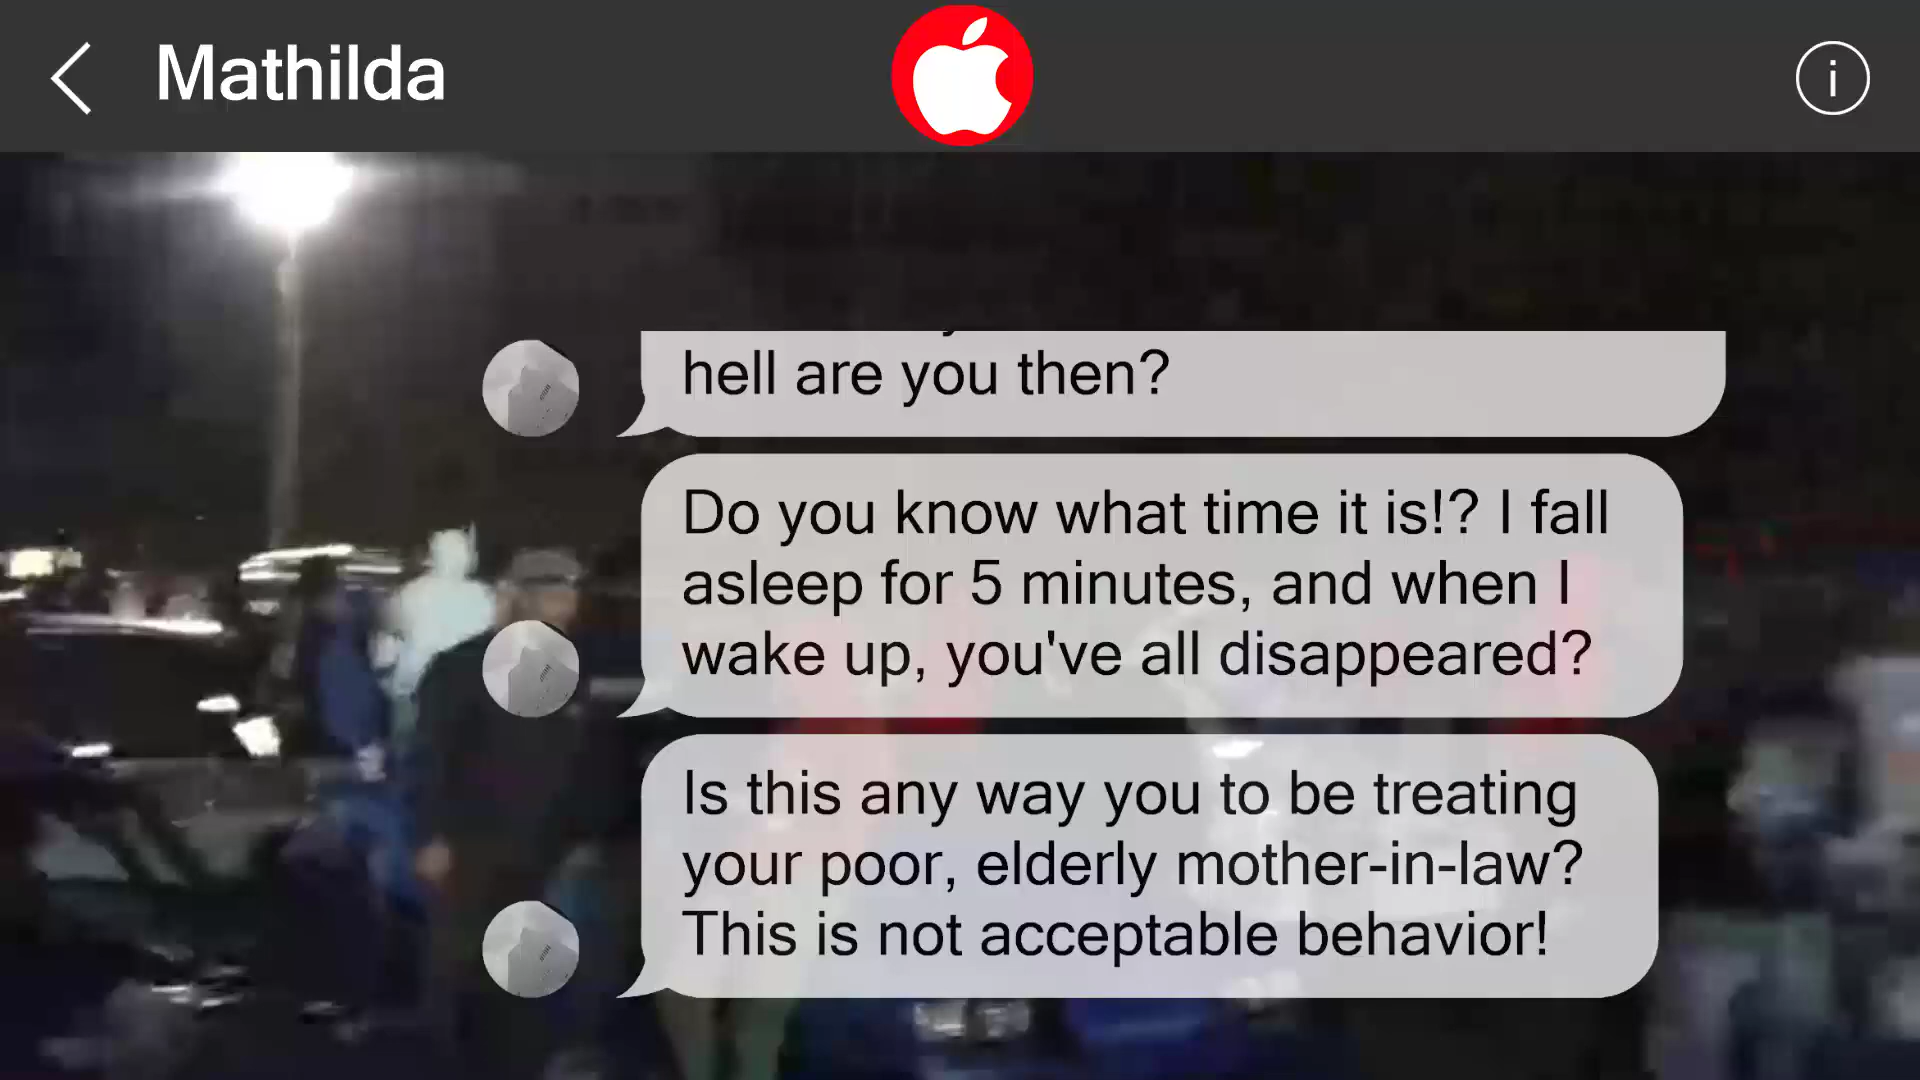 Mathilda
i
hell are you then?
Do you know what time it is!? I fall
asleep for 5 minutes, and when I
wake up, you've all disappeared?
Is this any way you to be treating
your poor, elderly mother-in-law?
This is not acceptable behavior!